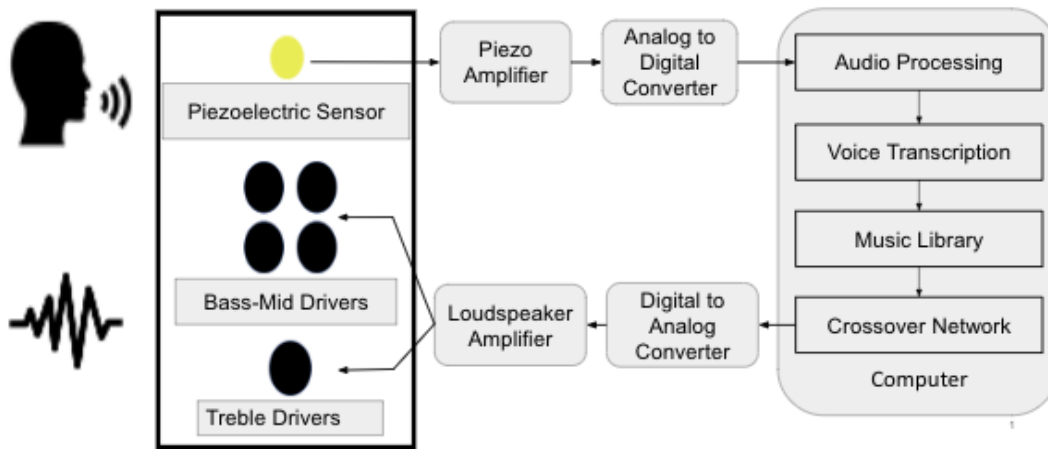 Piezo
Amplifier
Analog to
Digital
Converter
Audio Processing
Piezoelectric Sensor
Voice Transcription
Music Library
Bass-Mid Drivers
Loudspeaker
Amplifier
Digital to
Analog
Converter
Crossover Network
Computer
Treble Drivers
1